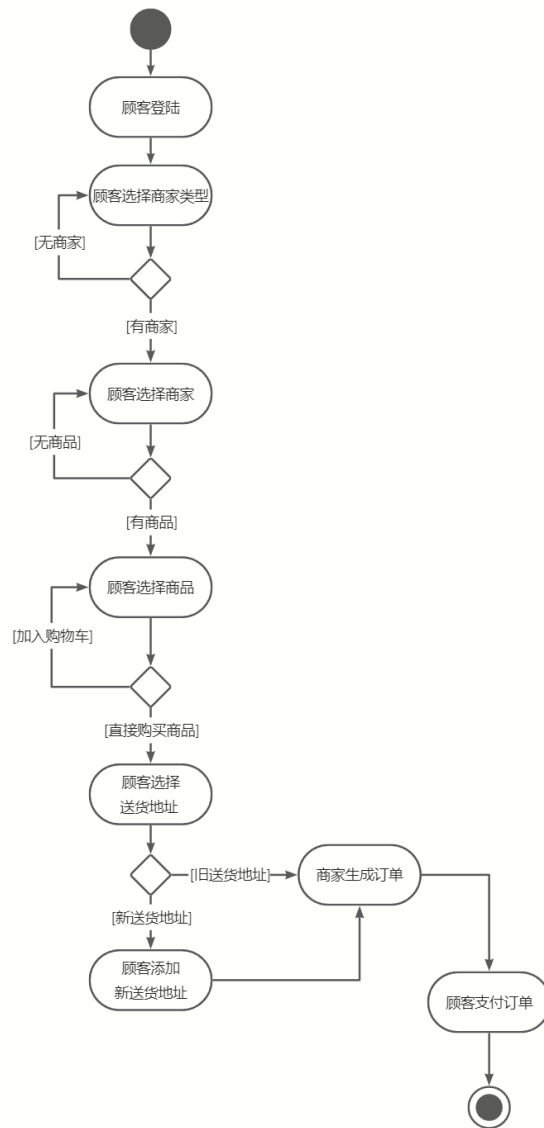 顾客登陆
顾客选择商家类型
[无商家]
[有商家]
顾客选择商家
[无商品]
[有商品]
顾客选择商品
[加入购物车]
[直接购买商品]
顾客选择
送货地址
[旧送货地址]
商家生成订单
[新送货地址]
顾客添加
新送货地址
顾客支付订单